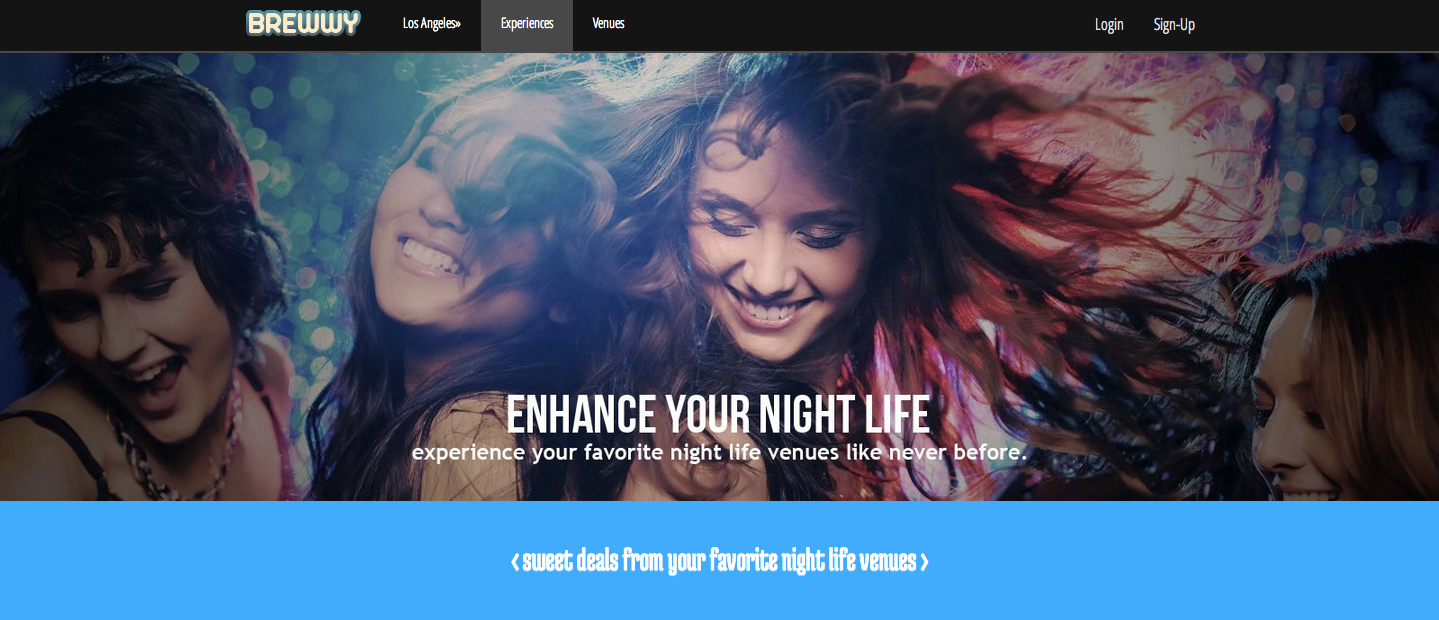 BREWWY
Los Angeles»
Experiences
Venues
Login
Sign-Up
ENHANCE YOUR NIGHT LIFE
experience your favorite night life venues like never before.
< sweet deals from your favorite night life venues >